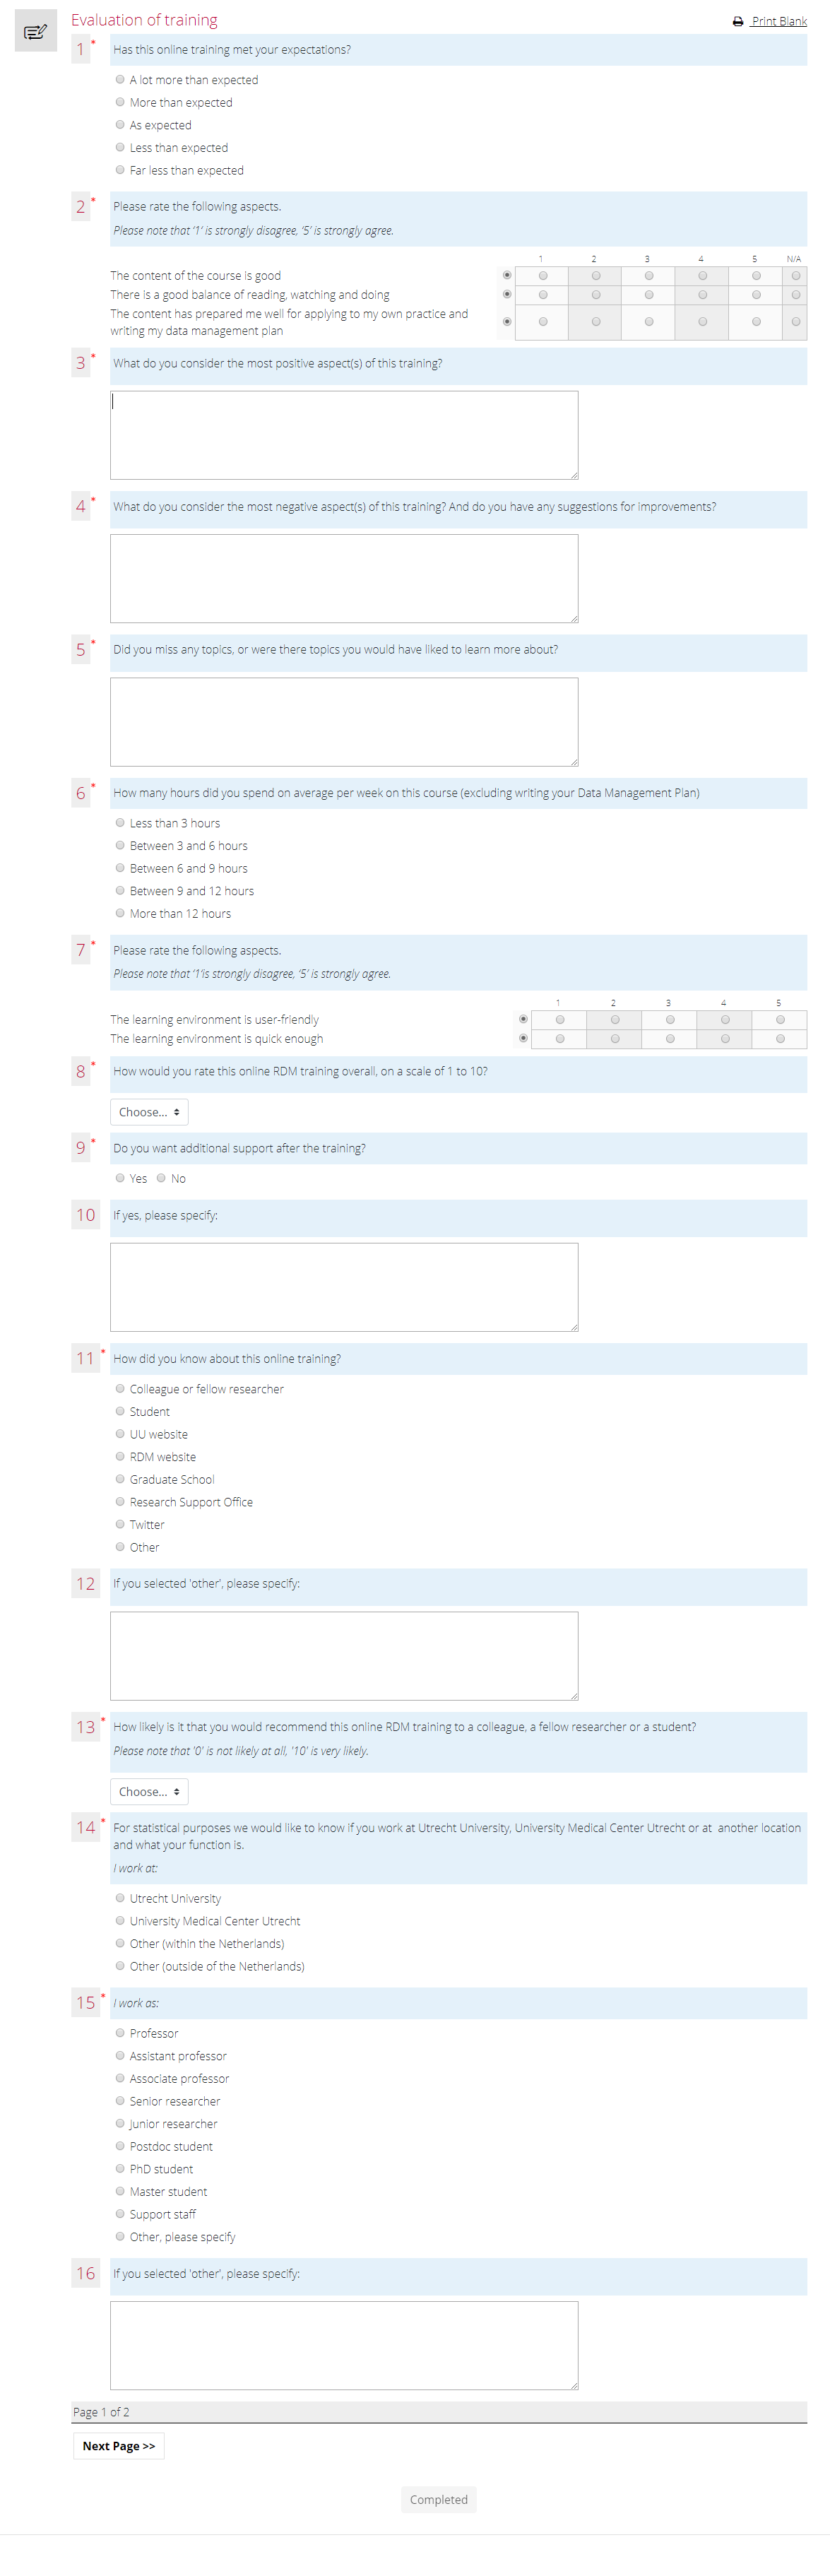 Evaluation of training
Print Blank
1 *
Has this online training met your expectations?
A lot more than expected
More than expected
As expected
Less than expected
Far less than expected
2 *
Please rate the following aspects.
Please note that '1' is strongly disagree, '5' is strongly agree.
1 2 3 4 5 N/A
The content of the course is good
There is a good balance of reading, watching and doing
The content has prepared me well for applying to my own practice and
writing my data management plan
3 *
What do you consider the most positive aspect(s) of this training?
4 *
What do you consider the most negative aspect(s) of this training? And do you have any suggestions for improvements?
5 *
Did you miss any topics, or were there topics you would have liked to learn more about?
6 *
How many hours did you spend on average per week on this course (excluding writing your Data Management Plan)
Less than 3 hours
Between 3 and 6 hours
Between 6 and 9 hours
Between 9 and 12 hours
More than 12 hours
7 *
Please rate the following aspects.
Please note that '1'is strongly disagree, '5' is strongly agree.
1 2 3 4 5
The learning environment is user-friendly
The learning environment is quick enough
8 *
How would you rate this online RDM training overall, on a scale of 1 to 10?
Choose...
9 *
Do you want additional support after the training?
Yes No
10
If yes, please specify:
11 *
How did you know about this online training?
Colleague or fellow researcher
Student
UU website
RDM website
Graduate School
Research Support Office
Twitter
Other
12
If you selected 'other', please specify:
13 *
How likely is it that you would recommend this online RDM training to a colleague, a fellow researcher or a student?
Please note that '0' is not likely at all, '10' is very likely.
Choose...
14 *
For statistical purposes we would like to know if you work at Utrecht University, University Medical Center Utrecht or at another location
and what your function is.
I work at:
Utrecht University
University Medical Center Utrecht
Other (within the Netherlands)
Other (outside of the Netherlands)
15 *
I work as:
Professor
Assistant professor
Associate professor
Senior researcher
Junior researcher
Postdoc student
PhD student
Master student
Support staff
Other, please specify
16
If you selected 'other', please specify:
Page 1 of 2
Next Page >>
Completed